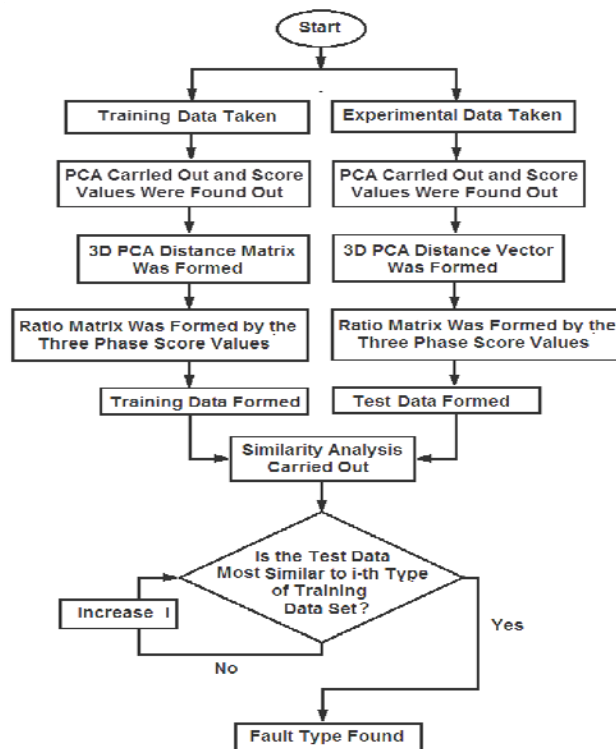 Start
Training Data Taken
Experimental Data Taken
PCA Carried Out and Score
Values Were Found Out
PCA Carried Out and Score
Values Were Found Out
3D PCA Distance Matrix
Was Formed
3D PCA Distance Vector
Was Formed
Ratio Matrix Was Formed by the
Three Phase Score Values
Ratio Matrix Was Formed by the
Three Phase Score Values
Training Data Formed
Test Data Formed
Similarity Analysis
Carried Out
Is the Test Data
Most Similar to i-th Type
of Training
Data Set?
Increase I
Yes
No
Fault Type Found